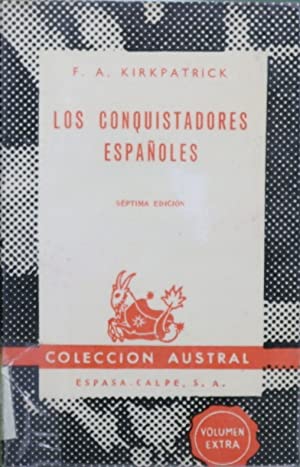 F. A. KIRKPATRICK
LOS CONQUISTADORES
ESPAÑOLES
SÉPTIMA EDICIÓN
COLECCION AUSTRAL
ESPASA-CALPE, S. A.
VOLUMEN
EXTRA